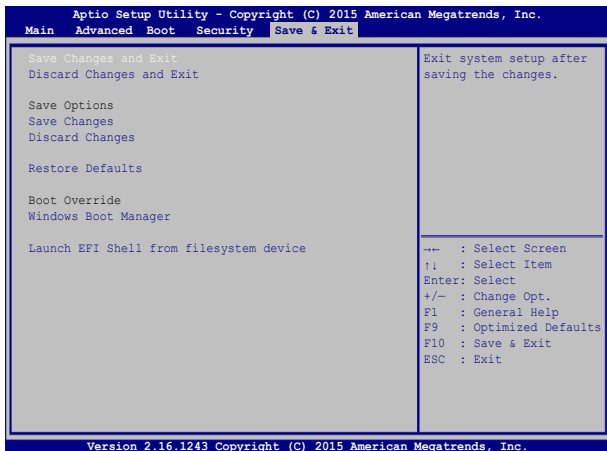 Aptio Setup Utility - Copyright (C) 2015 American Megatrends, Inc.
Main Advanced Boot Security Save & Exit
Save Changes and Exit
Discard Changes and Exit
Save Options
Save Changes
Discard Changes
Restore Defaults
Boot Override
Windows Boot Manager
Launch EFI Shell from filesystem device
Exit system setup after
saving the changes.
→← : Select Screen
↑↓ : Select Item
Enter: Select
+/— : Change Opt.
F1 : General Help
F9 : Optimized Defaults
F10 : Save & Exit
ESC : Exit
Version 2.16.1243 Copyright (C) 2015 American Megatrends, Inc.